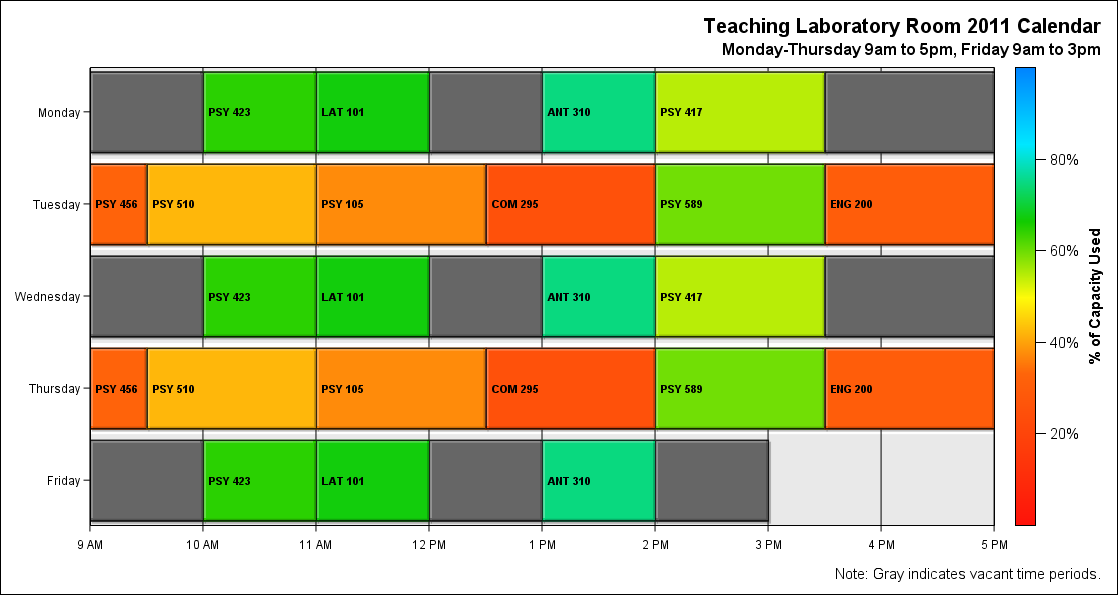 Teaching Laboratory Room 2011 Calendar
Monday-Thursday 9am to 5pm, Friday 9am to 3pm
Monday
PSY 423
LAT 101
ANT 310
PSY 417
Tuesday
PSY 456
PSY 510
PSY 105
COM 295
PSY 589
ENG 200
Wednesday
PSY 423
LAT 101
ANT 310
PSY 417
Thursday
PSY 456
PSY 510
PSY 105
COM 295
PSY 589
ENG 200
Friday
PSY 423
LAT 101
ANT 310
9 AM
10 AM
11 AM
12 PM
1 PM
2 PM
3 PM
4 PM
5 PM
80%
60%
40%
20%
% of Capacity Used
Note: Gray indicates vacant time periods.